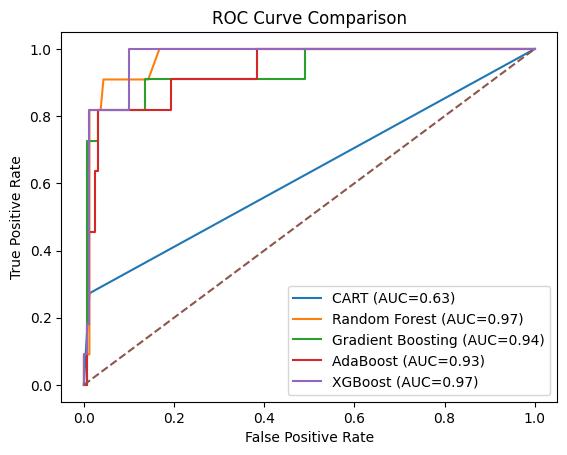 ROC Curve Comparison
True Positive Rate
1.0
0.8
0.6
0.4
0.2
0.0
CART (AUC=0.63)
Random Forest (AUC=0.97)
Gradient Boosting (AUC=0.94)
AdaBoost (AUC=0.93)
XGBoost (AUC=0.97)
0.0 0.2 0.4 0.6 0.8 1.0
False Positive Rate